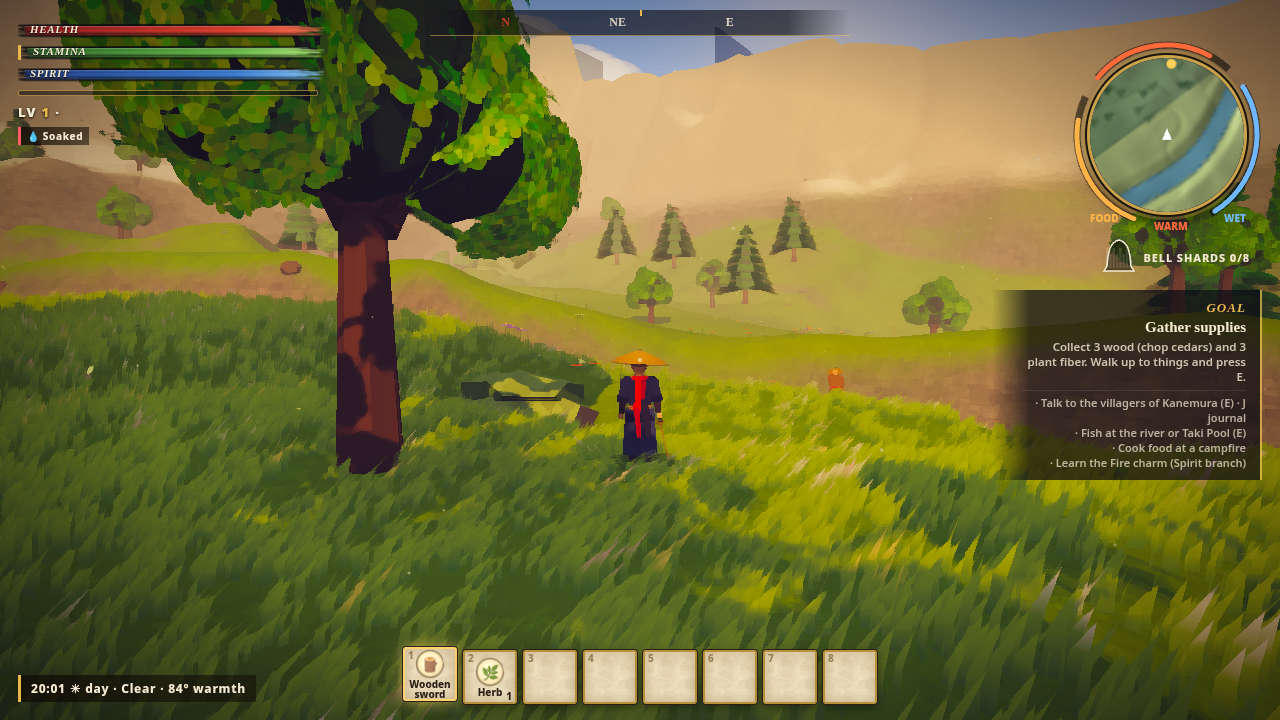 HEALTH
STAMINA
SPIRIT
LV 1 ·
Soaked
N NE E
FOOD
WARM
WET
BELL SHARDS 0/8
GOAL
Gather supplies
Collect 3 wood (chop cedars) and 3
plant fiber. Walk up to things and press
E.
· Talk to the villagers of Kanemura (E) · J
journal
· Fish at the river or Taki Pool (E)
· Cook food at a campfire
· Learn the Fire charm (Spirit branch)
20:01 ☀ day · Clear · 84° warmth
1 2 3 4 5 6 7 8
Wooden
sword
Herb 1